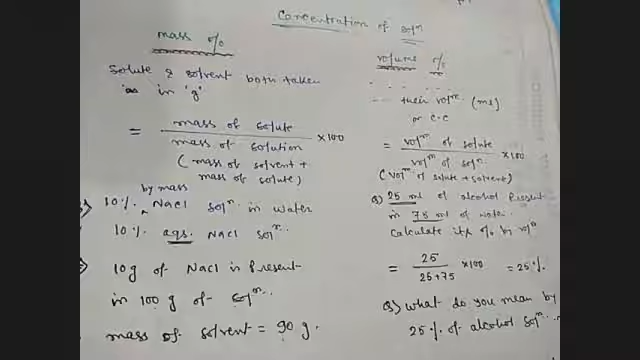 Concentration of solⁿ
mass %
Solute & solvent both taken
in 'g'
= mass of solute / mass of solution × 100
(mass of solvent +
mass of solute)
by mass
10% NaCl solⁿ. in water
10% aqs. NaCl solⁿ.
10g of NaCl is Present
in 100 g of solⁿ.
mass of solvent = 90 g.
volume %
their volᵐ (ml)
or c.c
= volᵐ of solute / volᵐ of solⁿ × 100
(volᵐ of solute + solvent)
Q) 25 ml of alcohol Present
in 75 ml of water.
Calculate its % by volᵐ
= 25 / 25+75 × 100 = 25%
Q) What do you mean by
25% of alcohol solⁿ.